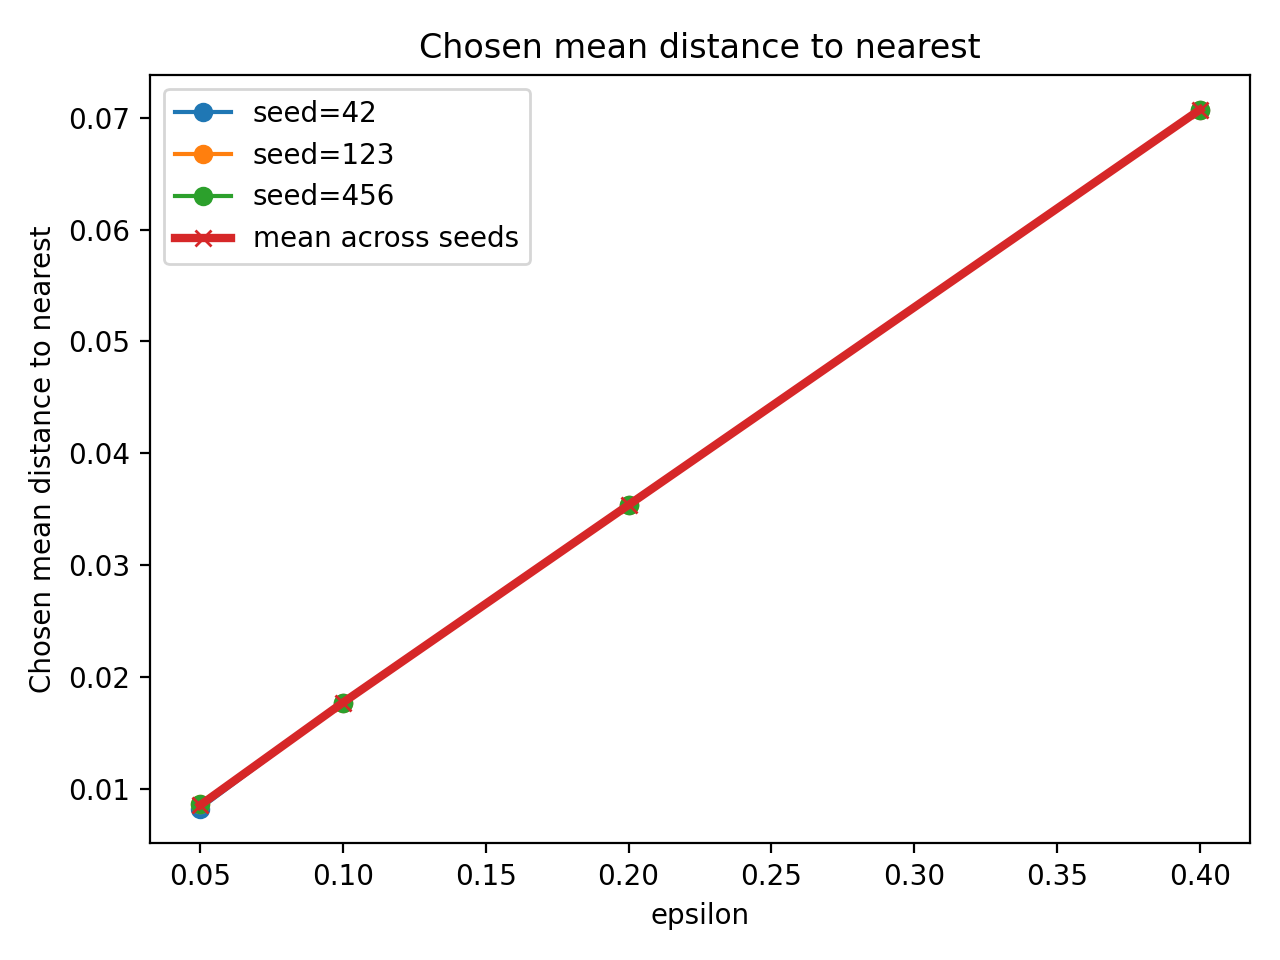 Chosen mean distance to nearest
seed=42
seed=123
seed=456
mean across seeds
Chosen mean distance to nearest
0.07
0.06
0.05
0.04
0.03
0.02
0.01
0.05 0.10 0.15 0.20 0.25 0.30 0.35 0.40
epsilon